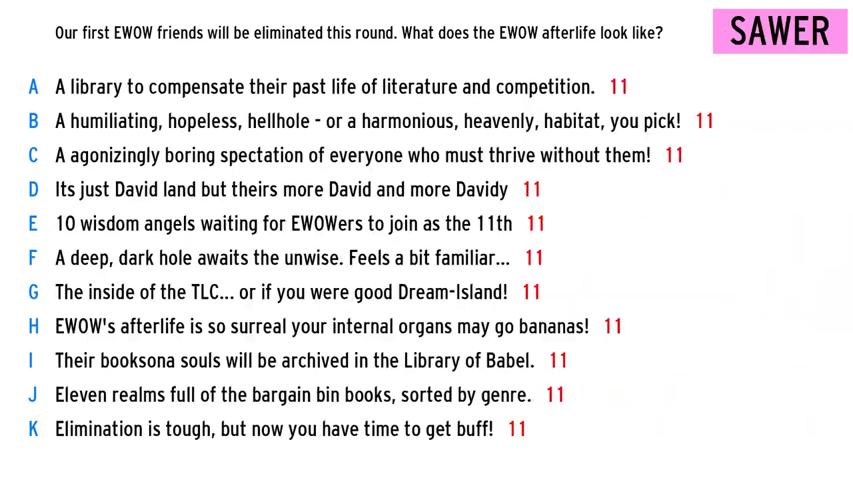 Our first EWOW friends will be eliminated this round. What does the EWOW afterlife look like?
SAWER
A A library to compensate their past life of literature and competition. 11
B A humiliating, hopeless, hellhole - or a harmonious, heavenly, habitat, you pick! 11
C A agonizingly boring spectation of everyone who must thrive without them! 11
D Its just David land but theirs more David and more Davidy 11
E 10 wisdom angels waiting for EWOWers to join as the 11th 11
F A deep, dark hole awaits the unwise. Feels a bit familiar... 11
G The inside of the TLC... or if you were good Dream-Island! 11
H EWOW's afterlife is so surreal your internal organs may go bananas! 11
I Their booksona souls will be archived in the Library of Babel. 11
J Eleven realms full of the bargain bin books, sorted by genre. 11
K Elimination is tough, but now you have time to get buff! 11